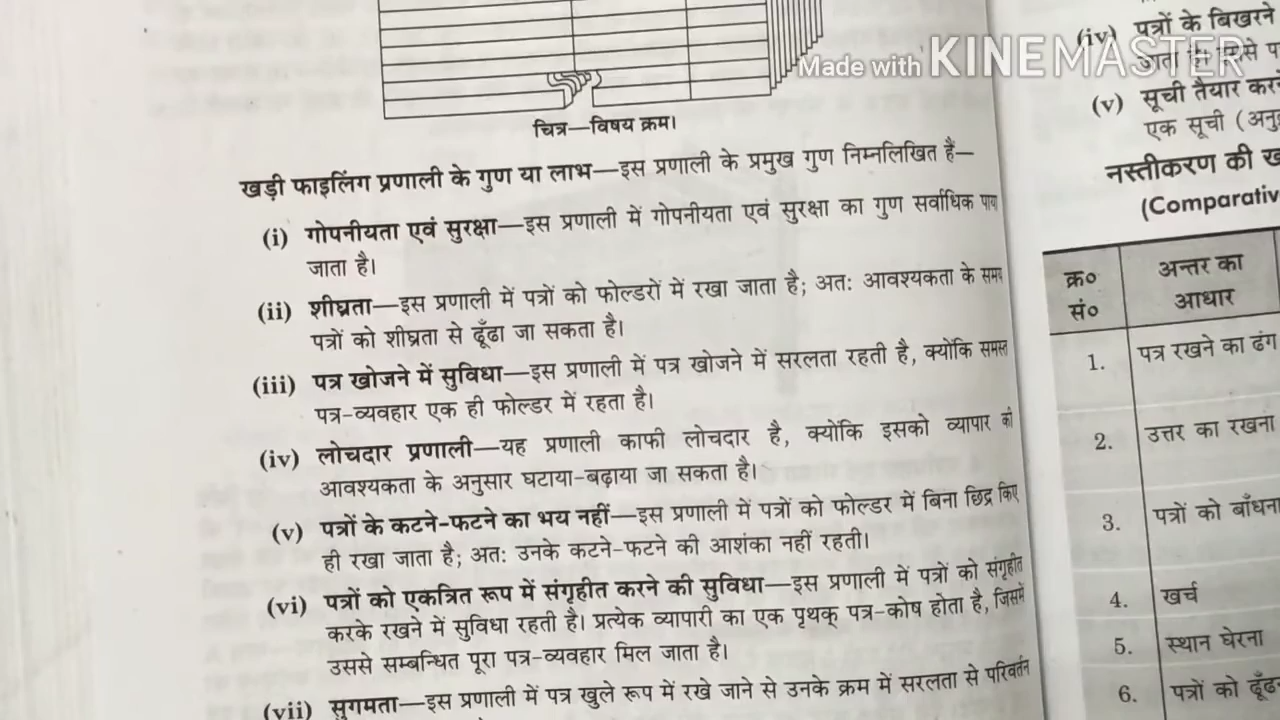 चित्र—विषय क्रम।
खड़ी फाइलिंग प्रणाली के गुण या लाभ—इस प्रणाली के प्रमुख गुण निम्नलिखित हैं—
(i) गोपनीयता एवं सुरक्षा—इस प्रणाली में गोपनीयता एवं सुरक्षा का गुण सर्वाधिक पाया
जाता है।
(ii) शीघ्रता—इस प्रणाली में पत्रों को फोल्डरों में रखा जाता है; अतः आवश्यकता के समय
पत्रों को शीघ्रता से ढूँढा जा सकता है।
(iii) पत्र खोजने में सुविधा—इस प्रणाली में पत्र खोजने में सरलता रहती है, क्योंकि समस्त
पत्र-व्यवहार एक ही फोल्डर में रहता है।
(iv) लोचदार प्रणाली—यह प्रणाली काफी लोचदार है, क्योंकि इसको व्यापार की
आवश्यकता के अनुसार घटाया-बढ़ाया जा सकता है।
(v) पत्रों के कटने-फटने का भय नहीं—इस प्रणाली में पत्रों को फोल्डर में बिना छिद्र किए
ही रखा जाता है; अतः उनके कटने-फटने की आशंका नहीं रहती।
(vi) पत्रों को एकत्रित रूप में संगृहीत करने की सुविधा—इस प्रणाली में पत्रों को संगृहीत
करके रखने में सुविधा रहती है। प्रत्येक व्यापारी का एक पृथक् पत्र-कोष होता है, जिसमें
उससे सम्बन्धित पूरा पत्र-व्यवहार मिल जाता है।
(vii) सुगमता—इस प्रणाली में पत्र खुले रूप में रखे जाने से उनके क्रम में सरलता से परिवर्तन
(iv) पत्रों के बिखरने
जाता है।
Made with KINEMASTER
(v) सूची तैयार
एक सूची
नस्तीकरण की
(Comparativ
क्र० सं०
अन्तर का
आधार
1. पत्र रखने का ढंग
2. उत्तर का रखना
3. पत्रों को
4. खर्च
5. स्थान घेरना
6. पत्रों को